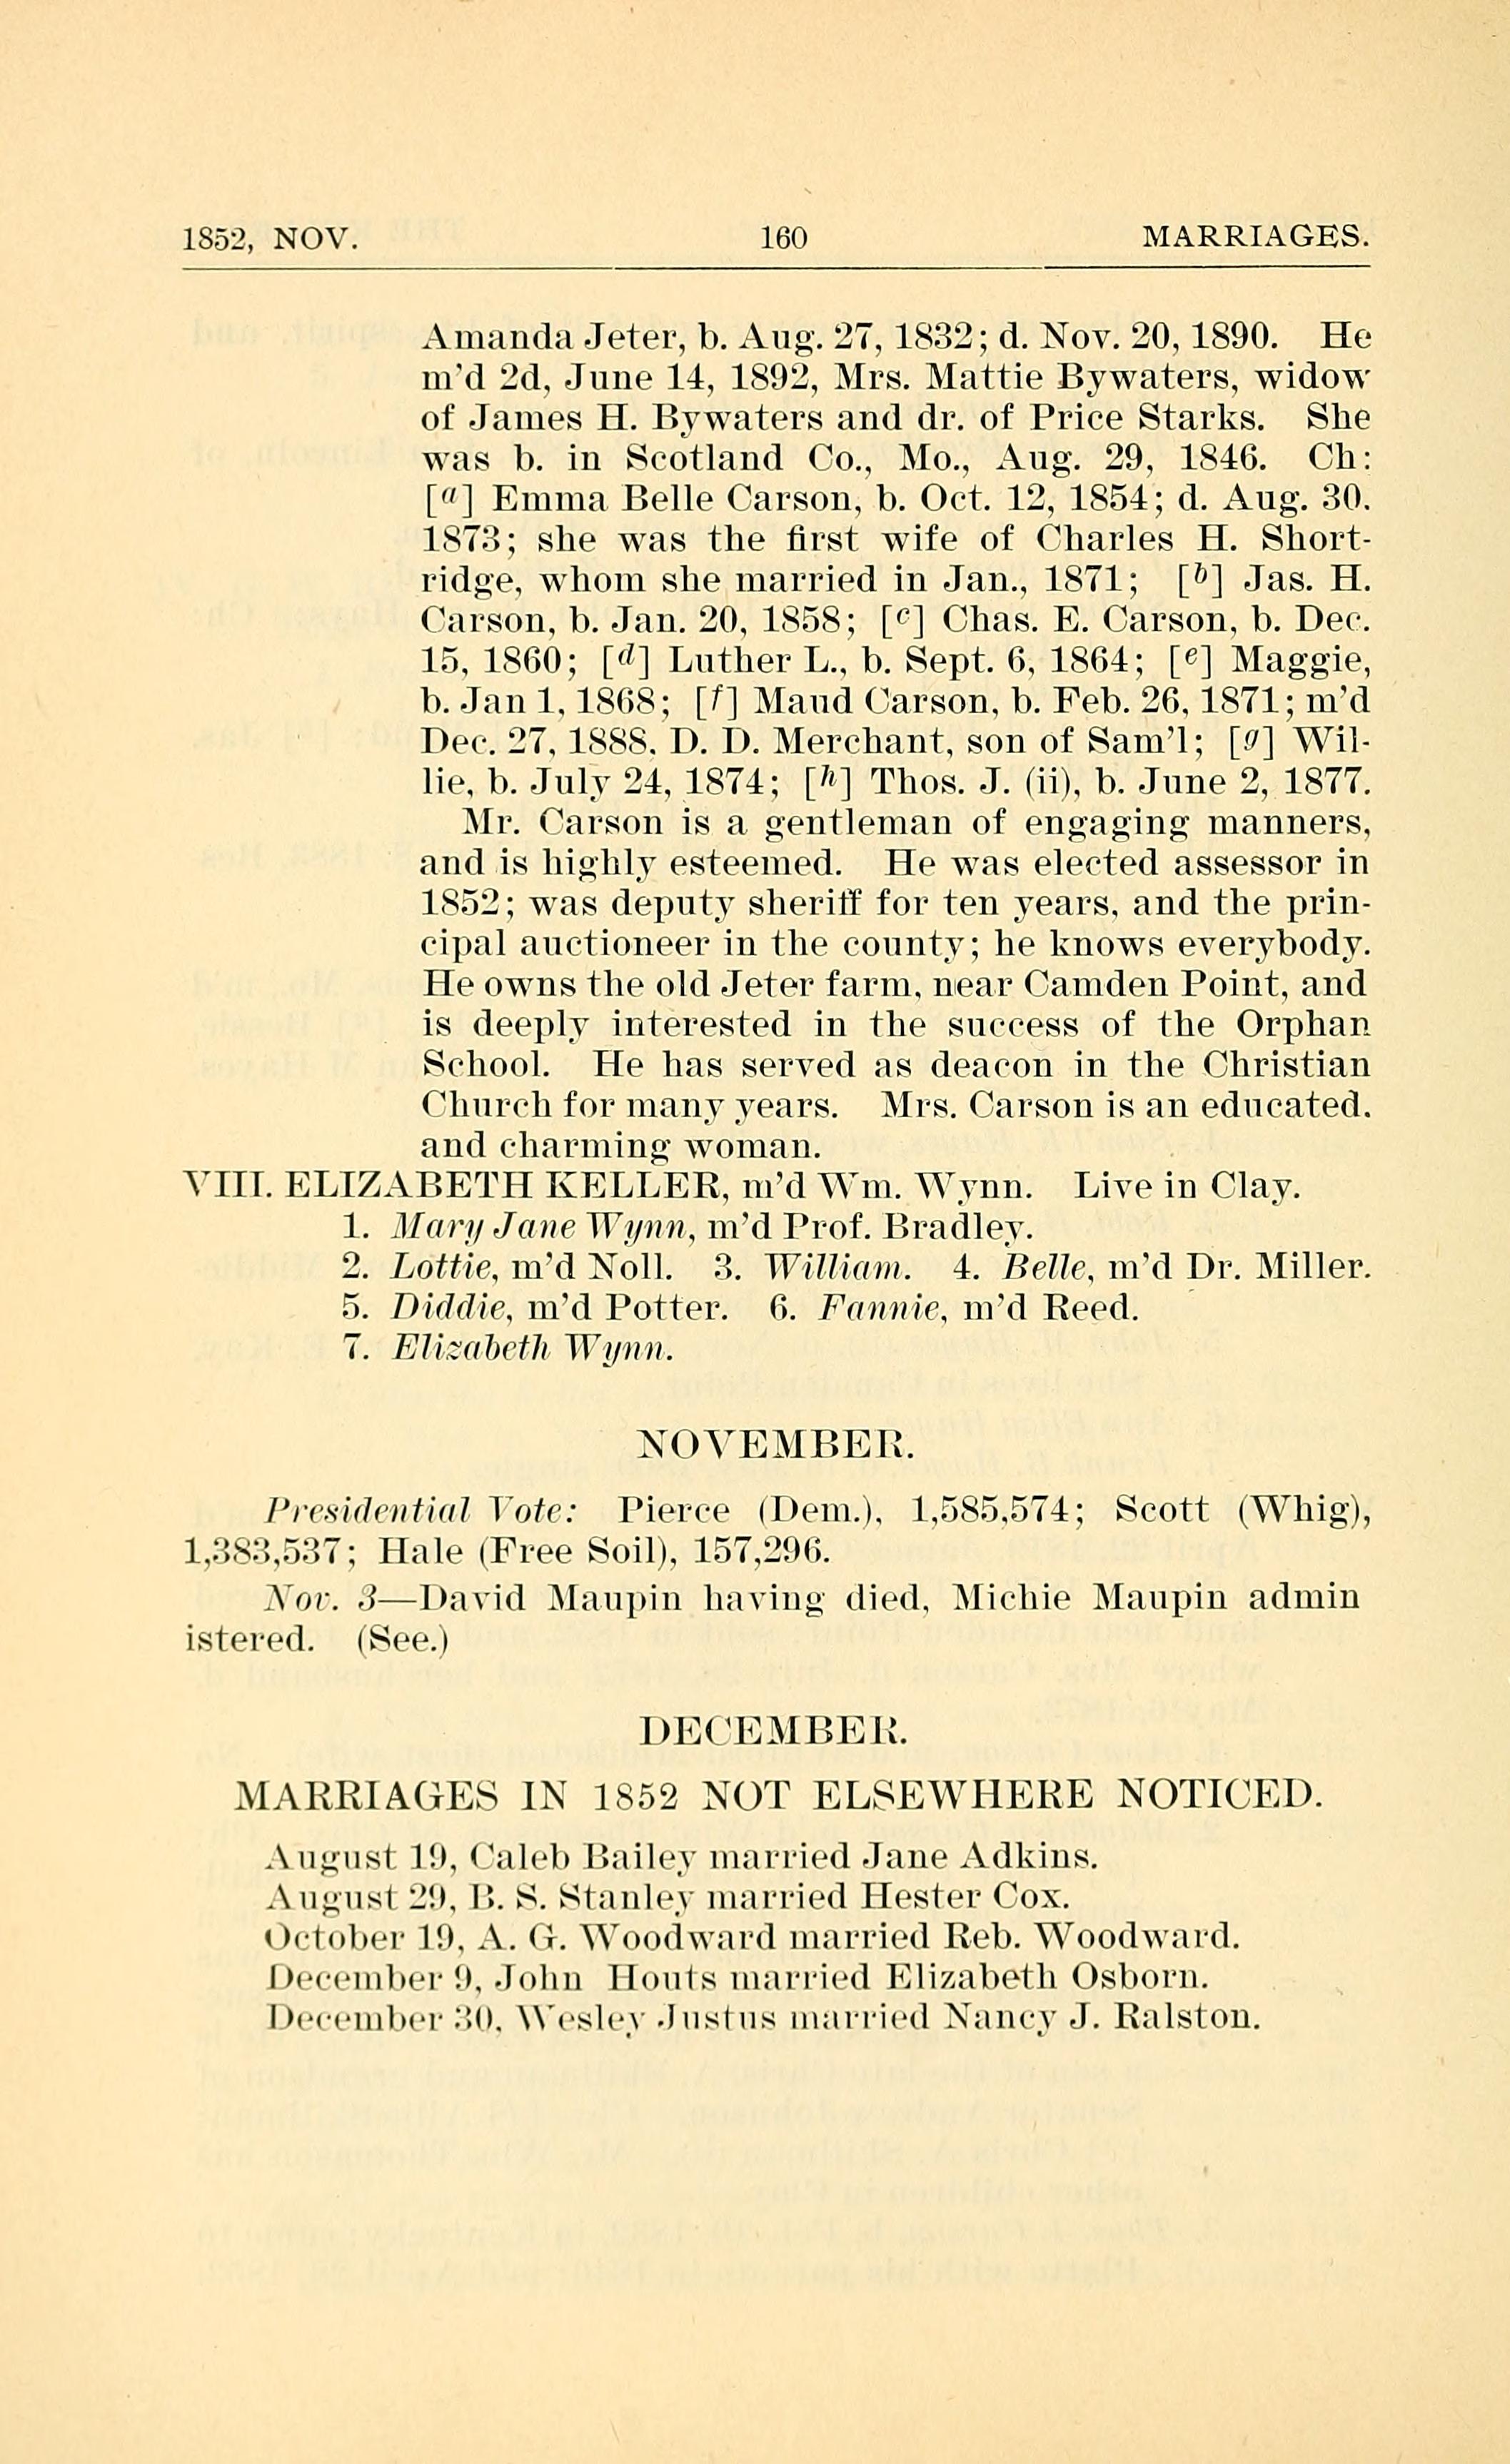 1852, NOV. 160 MARRIAGES.
Amanda Jeter, b. Aug. 27, 1832; d. Nov. 20, 1890. He
m'd 2d, June 14, 1892, Mrs. Mattie Bywaters, widow
of James H. Bywaters and dr. of Price Starks. She
was b. in Scotland Co., Mo., Aug. 29, 1846. Ch:
[a] Emma Belle Carson, b. Oct. 12, 1854; d. Aug. 30.
1873; she was the first wife of Charles H. Short-
ridge, whom she married in Jan., 1871; [b] Jas. H.
Carson, b. Jan. 20, 1858; [c] Chas. E. Carson, b. Dec.
15, 1860; [d] Luther L., b. Sept. 6, 1864; [e] Maggie,
b. Jan 1, 1868; [f] Maud Carson, b. Feb. 26, 1871; m'd
Dec. 27, 1888. D. D. Merchant, son of Sam'l; [g] Wil-
lie, b. July 24, 1874; [h] Thos. J. (ii), b. June 2, 1877.
Mr. Carson is a gentleman of engaging manners,
and is highly esteemed. He was elected assessor in
1852; was deputy sheriff for ten years, and the prin-
cipal auctioneer in the county; he knows everybody.
He owns the old Jeter farm, near Camden Point, and
is deeply interested in the success of the Orphan
School. He has served as deacon in the Christian
Church for many years. Mrs. Carson is an educated.
and charming woman.
VIII. ELIZABETH KELLER, m'd Wm. Wynn. Live in Clay.
1. Mary Jane Wynn, m'd Prof. Bradley.
2. Lottie, m'd Noll. 3. William. 4. Belle, m'd Dr. Miller.
5. Diddie, m'd Potter. 6. Fannie, m'd Reed.
7. Elizabeth Wynn.
NOVEMBER.
Presidential Vote: Pierce (Dem.), 1,585,574; Scott (Whig),
1,383,537; Hale (Free Soil), 157,296.
Nov. 3—David Maupin having died, Michie Maupin admin
istered. (See.)
DECEMBER.
MARRIAGES IN 1852 NOT ELSEWHERE NOTICED.
August 19, Caleb Bailey married Jane Adkins.
August 29, B. S. Stanley married Hester Cox.
October 19, A. G. Woodward married Reb. Woodward.
December 9, John Houts married Elizabeth Osborn.
December 30, Wesley Justus married Nancy J. Ralston.